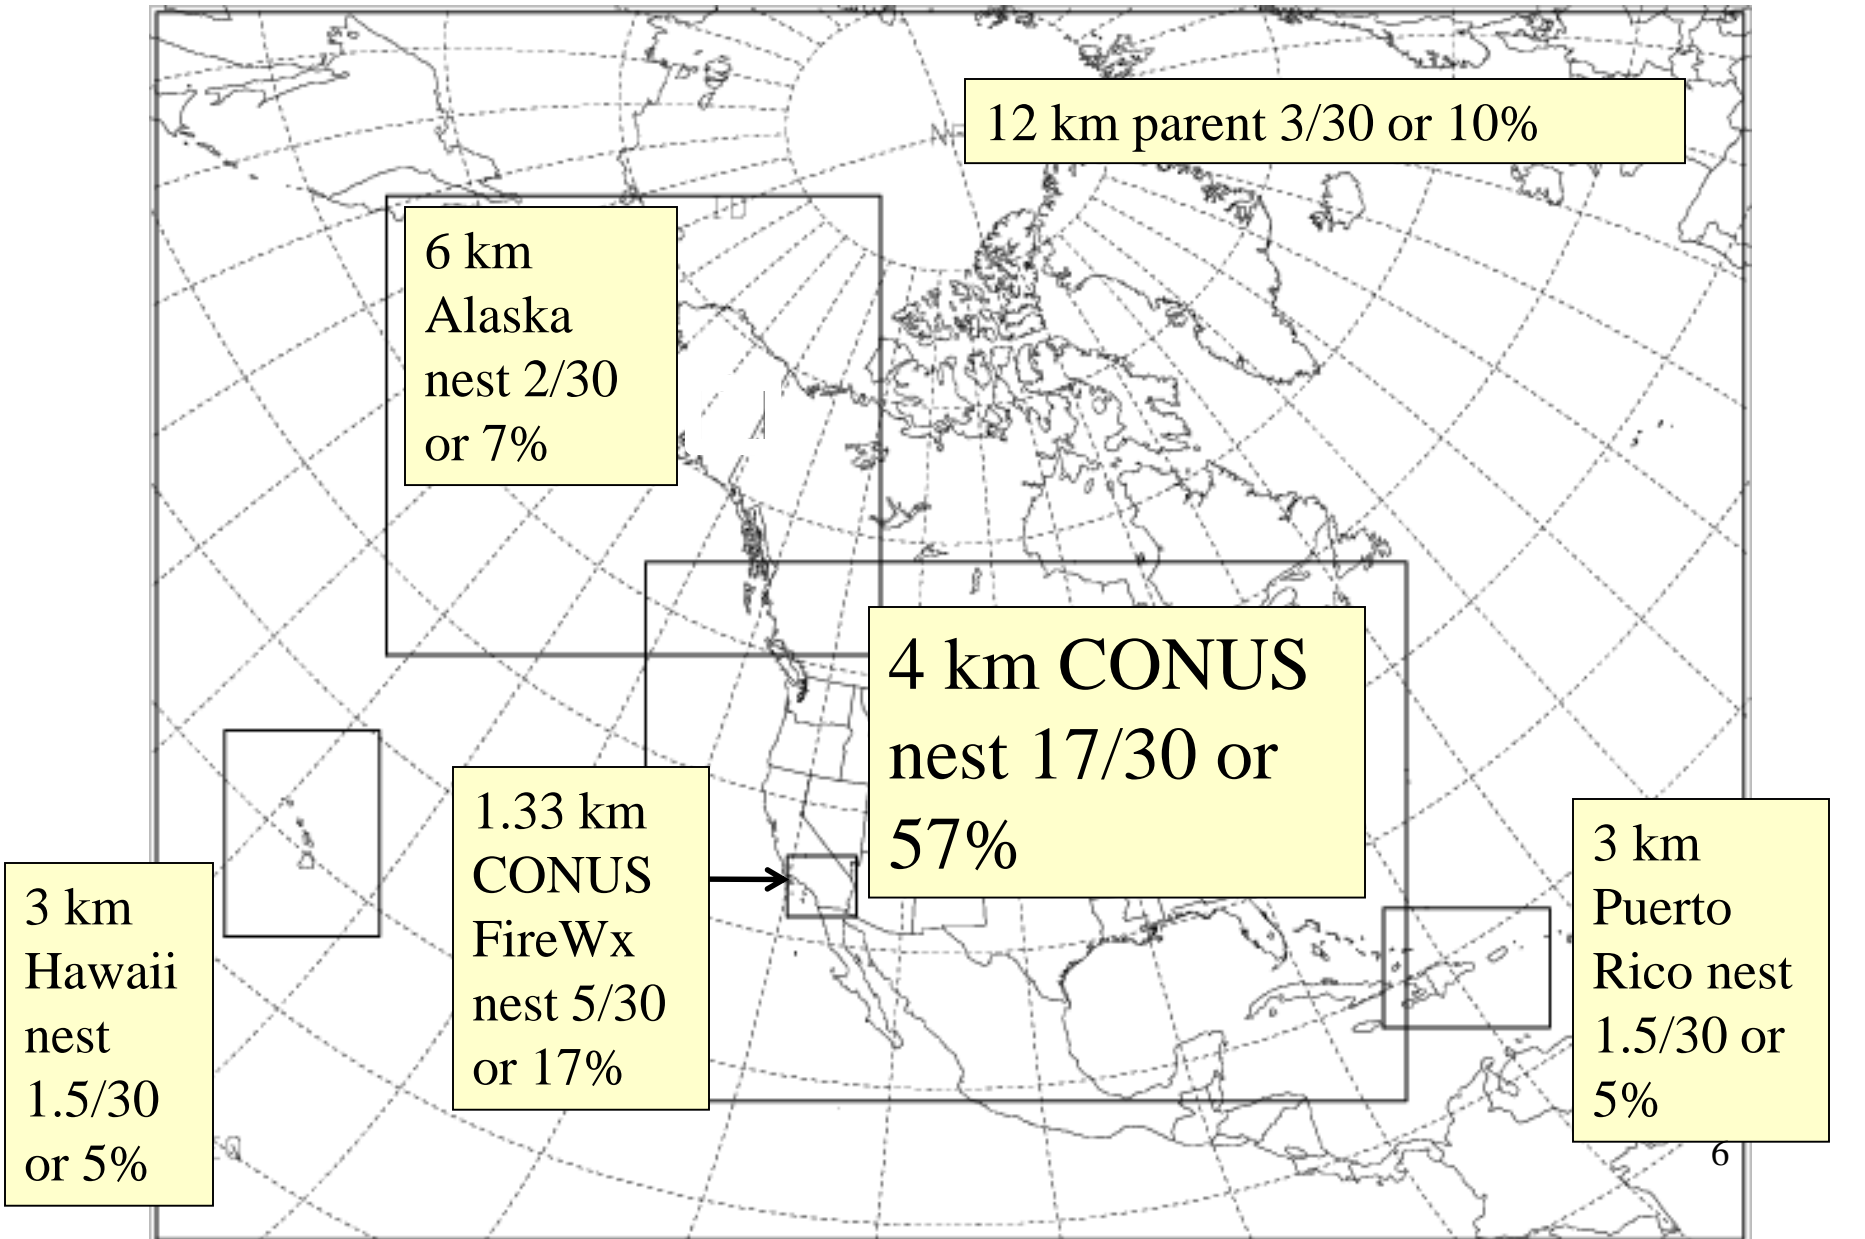 12 km parent 3/30 or 10%
6 km
Alaska
nest 2/30
or 7%
4 km CONUS
nest 17/30 or
57%
1.33 km
CONUS
FireWx
nest 5/30
or 17%
3 km
Puerto
Rico nest
1.5/30 or
5%
3 km
Hawaii
nest
1.5/30
or 5%
6